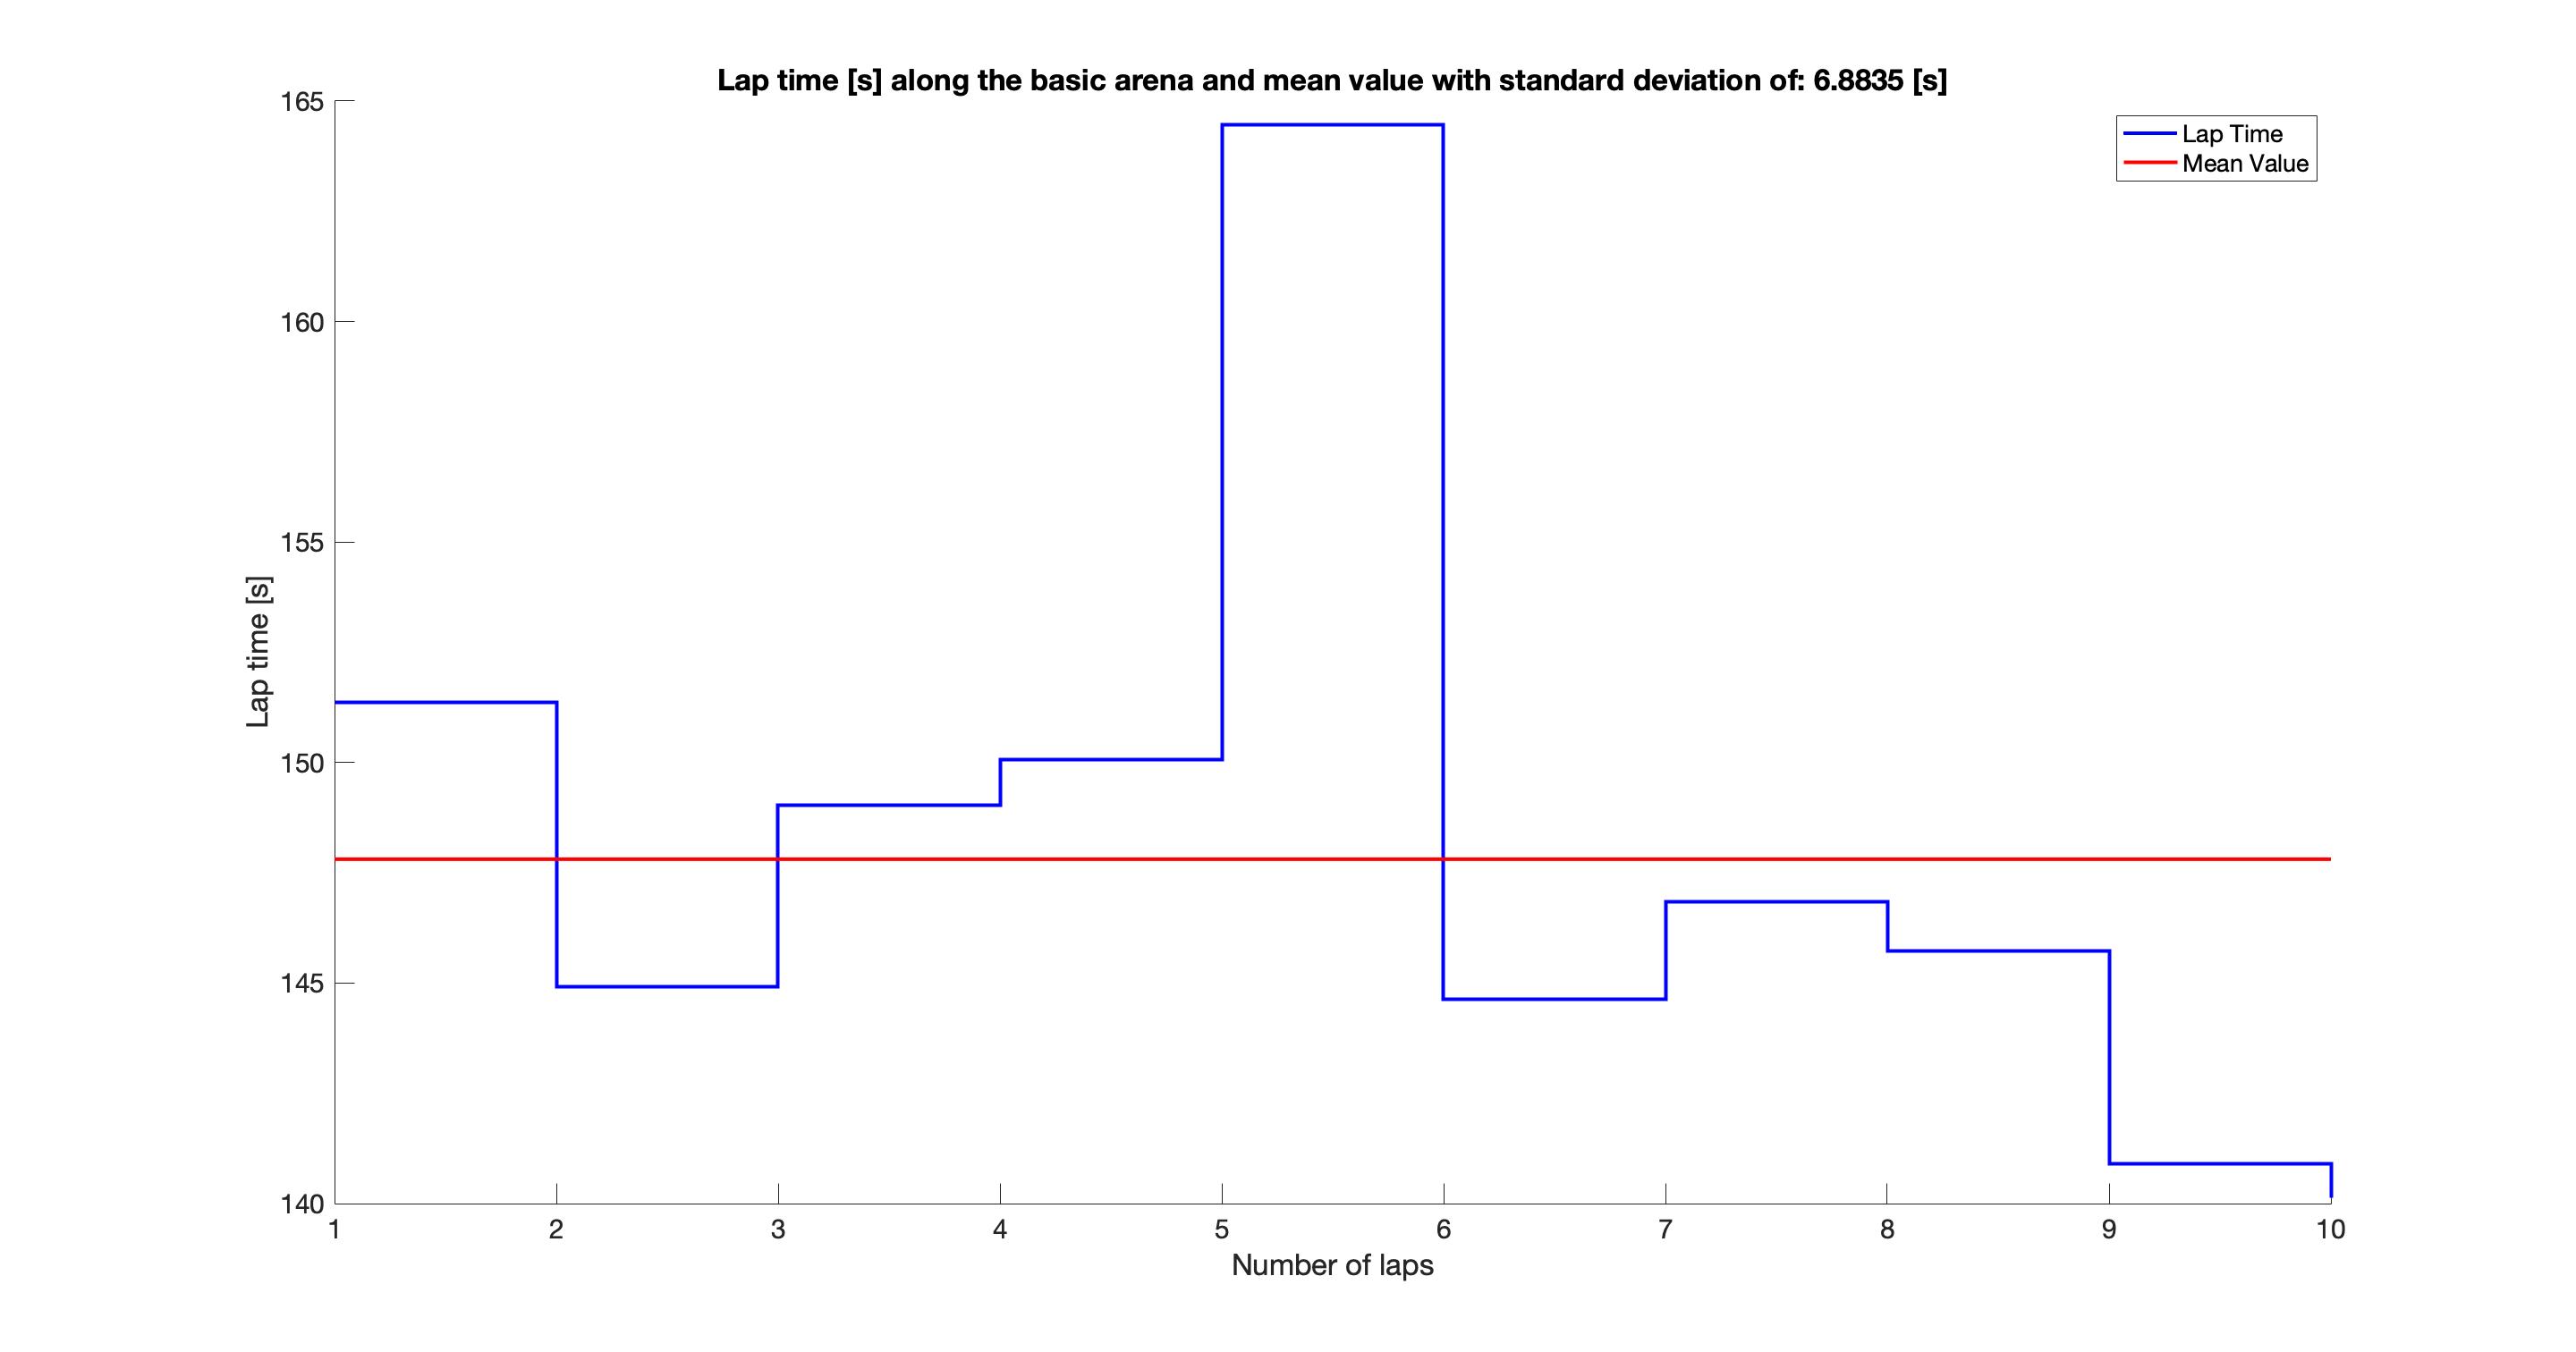 Lap time [s] along the basic arena and mean value with standard deviation of: 6.8835 [s]
Lap Time
Mean Value
165
160
155
150
145
140
Lap time [s]
1 2 3 4 5 6 7 8 9 10
Number of laps